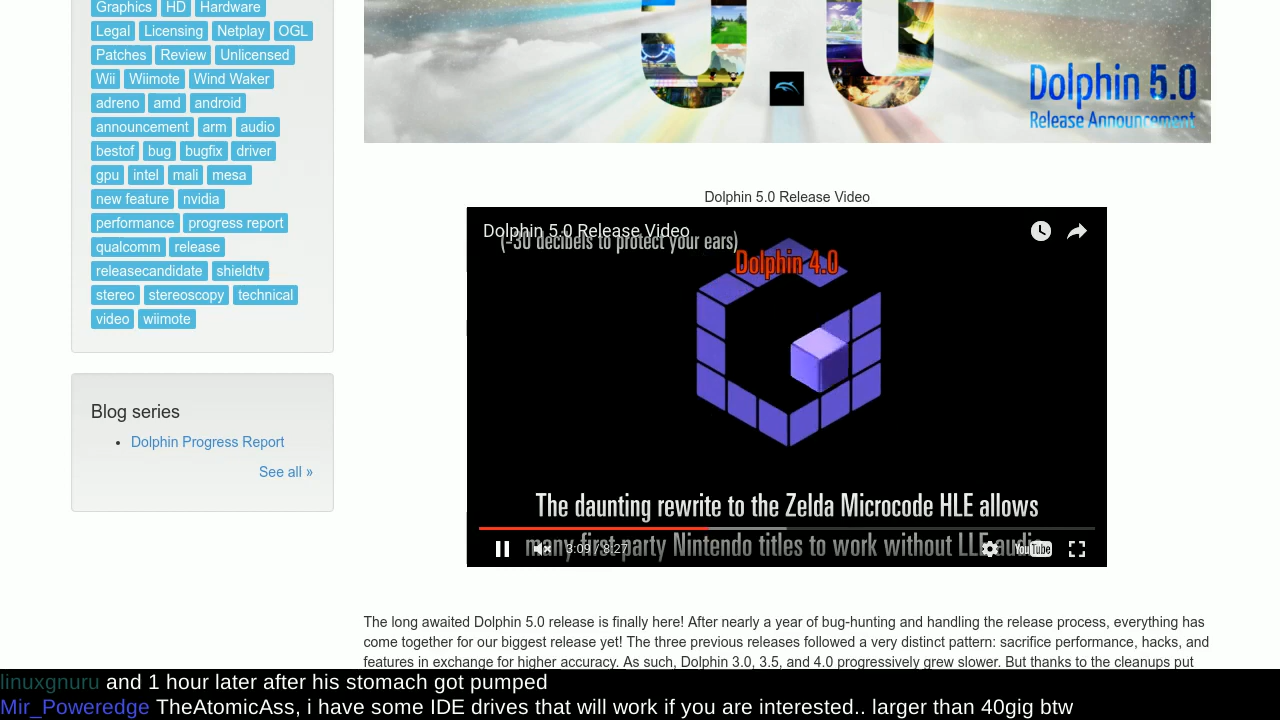 Graphics HD Hardware
Legal Licensing Netplay OGL
Patches Review Unlicensed
Wii Wiimote Wind Waker
adreno amd android
announcement arm audio
bestof bug bugfix driver
gpu intel mali mesa
new feature nvidia
performance progress report
qualcomm release
releasecandidate shieldtv
stereo stereoscopy technical
video wiimote
Blog series
• Dolphin Progress Report
See all »
5.0
Dolphin 5.0
Release Announcement
Dolphin 5.0 Release Video
Dolphin 5.0 Release Video
(-30 decibels to protect your ears)
Dolphin 4.0
The daunting rewrite to the Zelda Microcode HLE allows
many first party Nintendo titles to work without LLE audio
3:09 / 8:27
YouTube
The long awaited Dolphin 5.0 release is finally here! After nearly a year of bug-hunting and handling the release process, everything has
come together for our biggest release yet! The three previous releases followed a very distinct pattern: sacrifice performance, hacks, and
features in exchange for higher accuracy. As such, Dolphin 3.0, 3.5, and 4.0 progressively grew slower. But thanks to the cleanups put
linuxgnuru and 1 hour later after his stomach got pumped
Mir_Poweredge TheAtomicAss, i have some IDE drives that will work if you are interested.. larger than 40gig btw